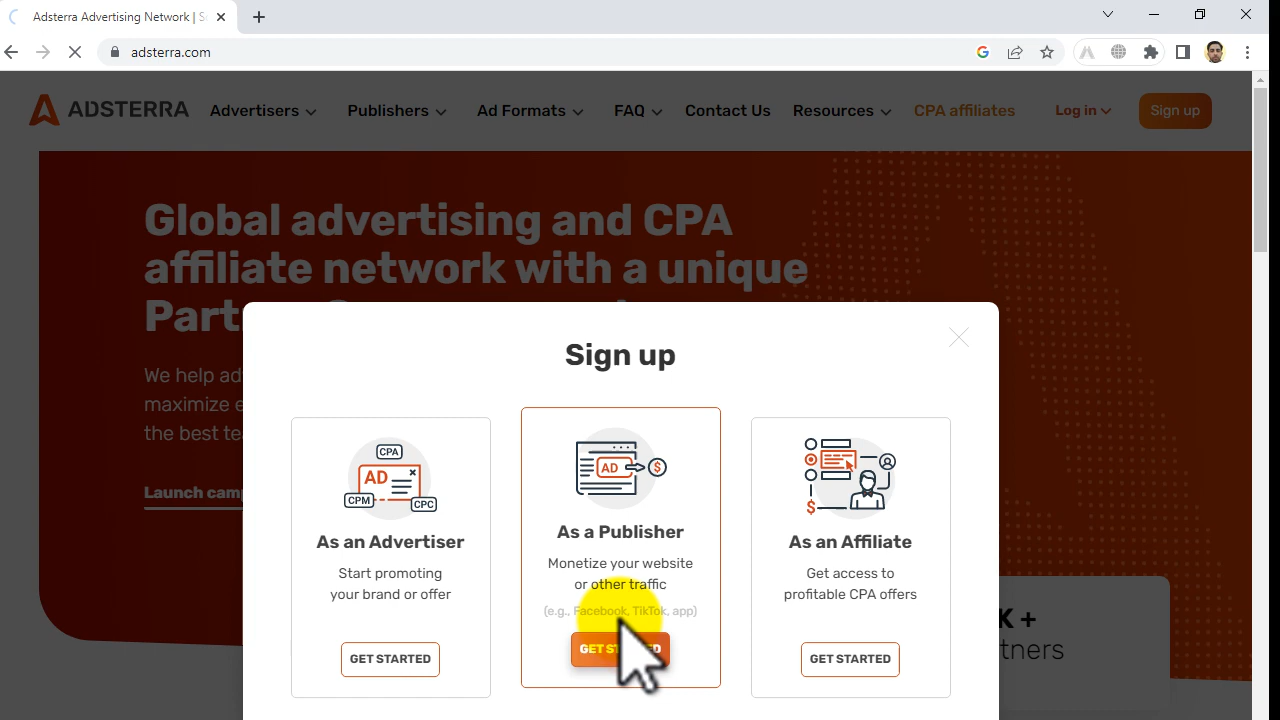 Adsterra Advertising Network | S
adsterra.com
ADSTERRA
Advertisers
Publishers
Ad Formats
FAQ
Contact Us
Resources
CPA affiliates
Log in
Sign up
Global advertising and CPA
affiliate network with a unique
Part
We help ad
maximize e
the best te
Launch cam
Sign up
CPA
AD
CPM
CPC
As an Advertiser
Start promoting
your brand or offer
GET STARTED
AD
$
As a Publisher
Monetize your website
or other traffic
(e.g., Facebook, TikTok, app)
GET ST ED
$
As an Affiliate
Get access to
profitable CPA offers
GET STARTED
K +
tners